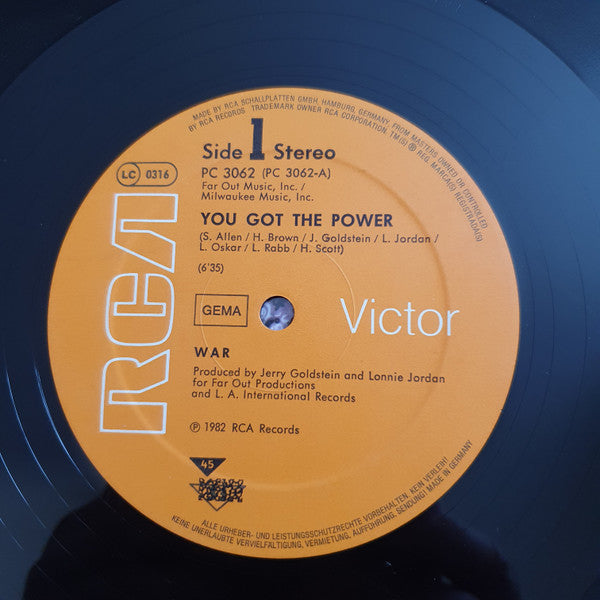 MADE BY RCA SCHALLPLATTEN GMBH, HAMBURG, GERMANY, FROM MASTERS OWNED OR CONTROLLED
BY RCA RECORDS TRADEMARK OWNER RCA CORPORATION. TM(S) ® REG. MARCA(S) REGISTRADA(S)
Side 1 Stereo
LC 0316
PC 3062 (PC 3062-A)
Far Out Music, Inc. /
Milwaukee Music, Inc.
YOU GOT THE POWER
(S. Allen / H. Brown / J. Goldstein / L. Jordan /
L. Oskar / L. Rabb / H. Scott)
(6'35)
RCA
GEMA
Victor
WAR
Produced by Jerry Goldstein and Lonnie Jordan
for Far Out Productions
and L. A. International Records
℗ 1982 RCA Records
45
ALLE URHEBER- UND LEISTUNGSSCHUTZRECHTE VORBEHALTEN. KEIN VERLEIH!
KEINE UNERLAUBTE VERVIELFÄLTIGUNG, VERMIETUNG, AUFFÜHRUNG, SENDUNG! MADE IN GERMANY